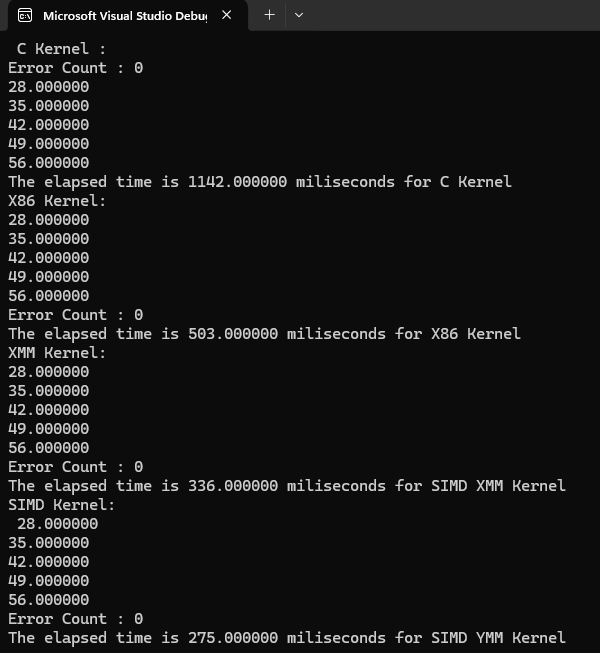 Microsoft Visual Studio Debu
C Kernel :
Error Count : 0
28.000000
35.000000
42.000000
49.000000
56.000000
The elapsed time is 1142.000000 miliseconds for C Kernel
X86 Kernel:
28.000000
35.000000
42.000000
49.000000
56.000000
Error Count : 0
The elapsed time is 503.000000 miliseconds for X86 Kernel
XMM Kernel:
28.000000
35.000000
42.000000
49.000000
56.000000
Error Count : 0
The elapsed time is 336.000000 miliseconds for SIMD XMM Kernel
SIMD Kernel:
28.000000
35.000000
42.000000
49.000000
56.000000
Error Count : 0
The elapsed time is 275.000000 miliseconds for SIMD YMM Kernel